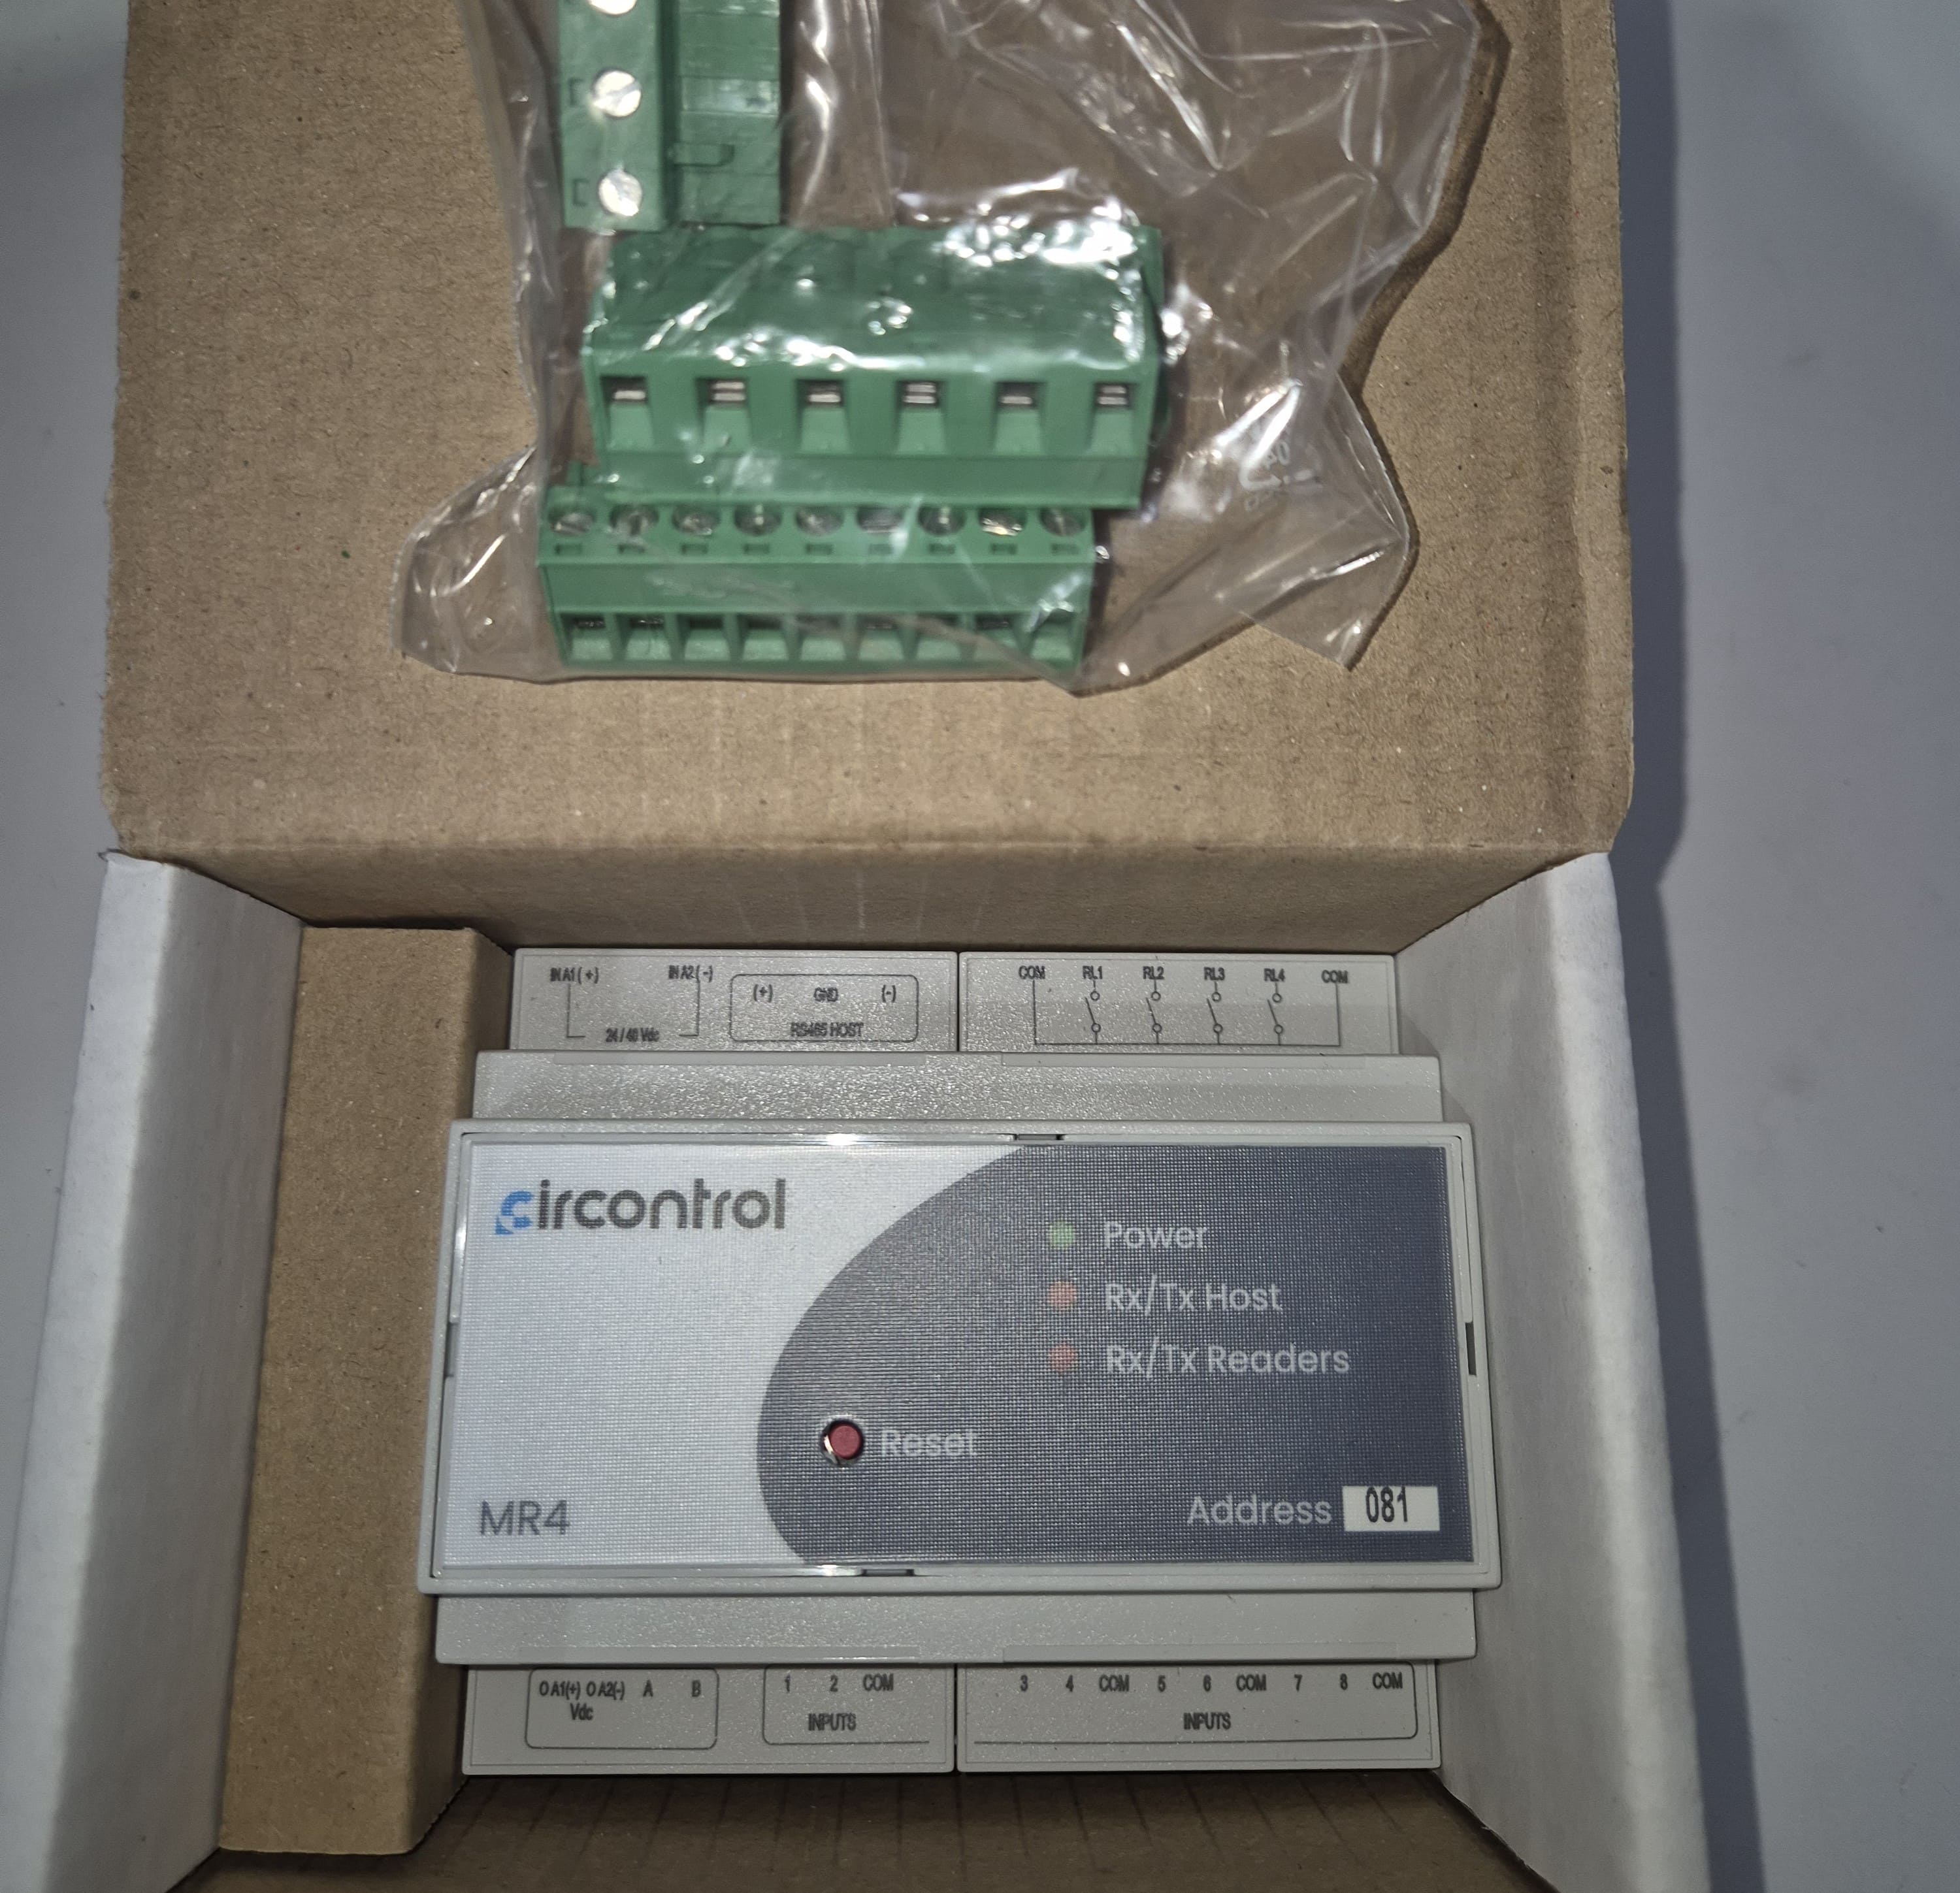 IN A1 (+) IN A2 (-)
24 / 48 Vdc
(+) GND (-)
RS485 HOST
COM RL1 RL2 RL3 RL4 COM
circontrol
Power
Rx/Tx Host
Rx/Tx Readers
Reset
MR4
Address 081
O A1(+) O A2(-) A B
Vdc
1 2 COM
INPUTS
3 4 COM 5 6 COM 7 8 COM
INPUTS